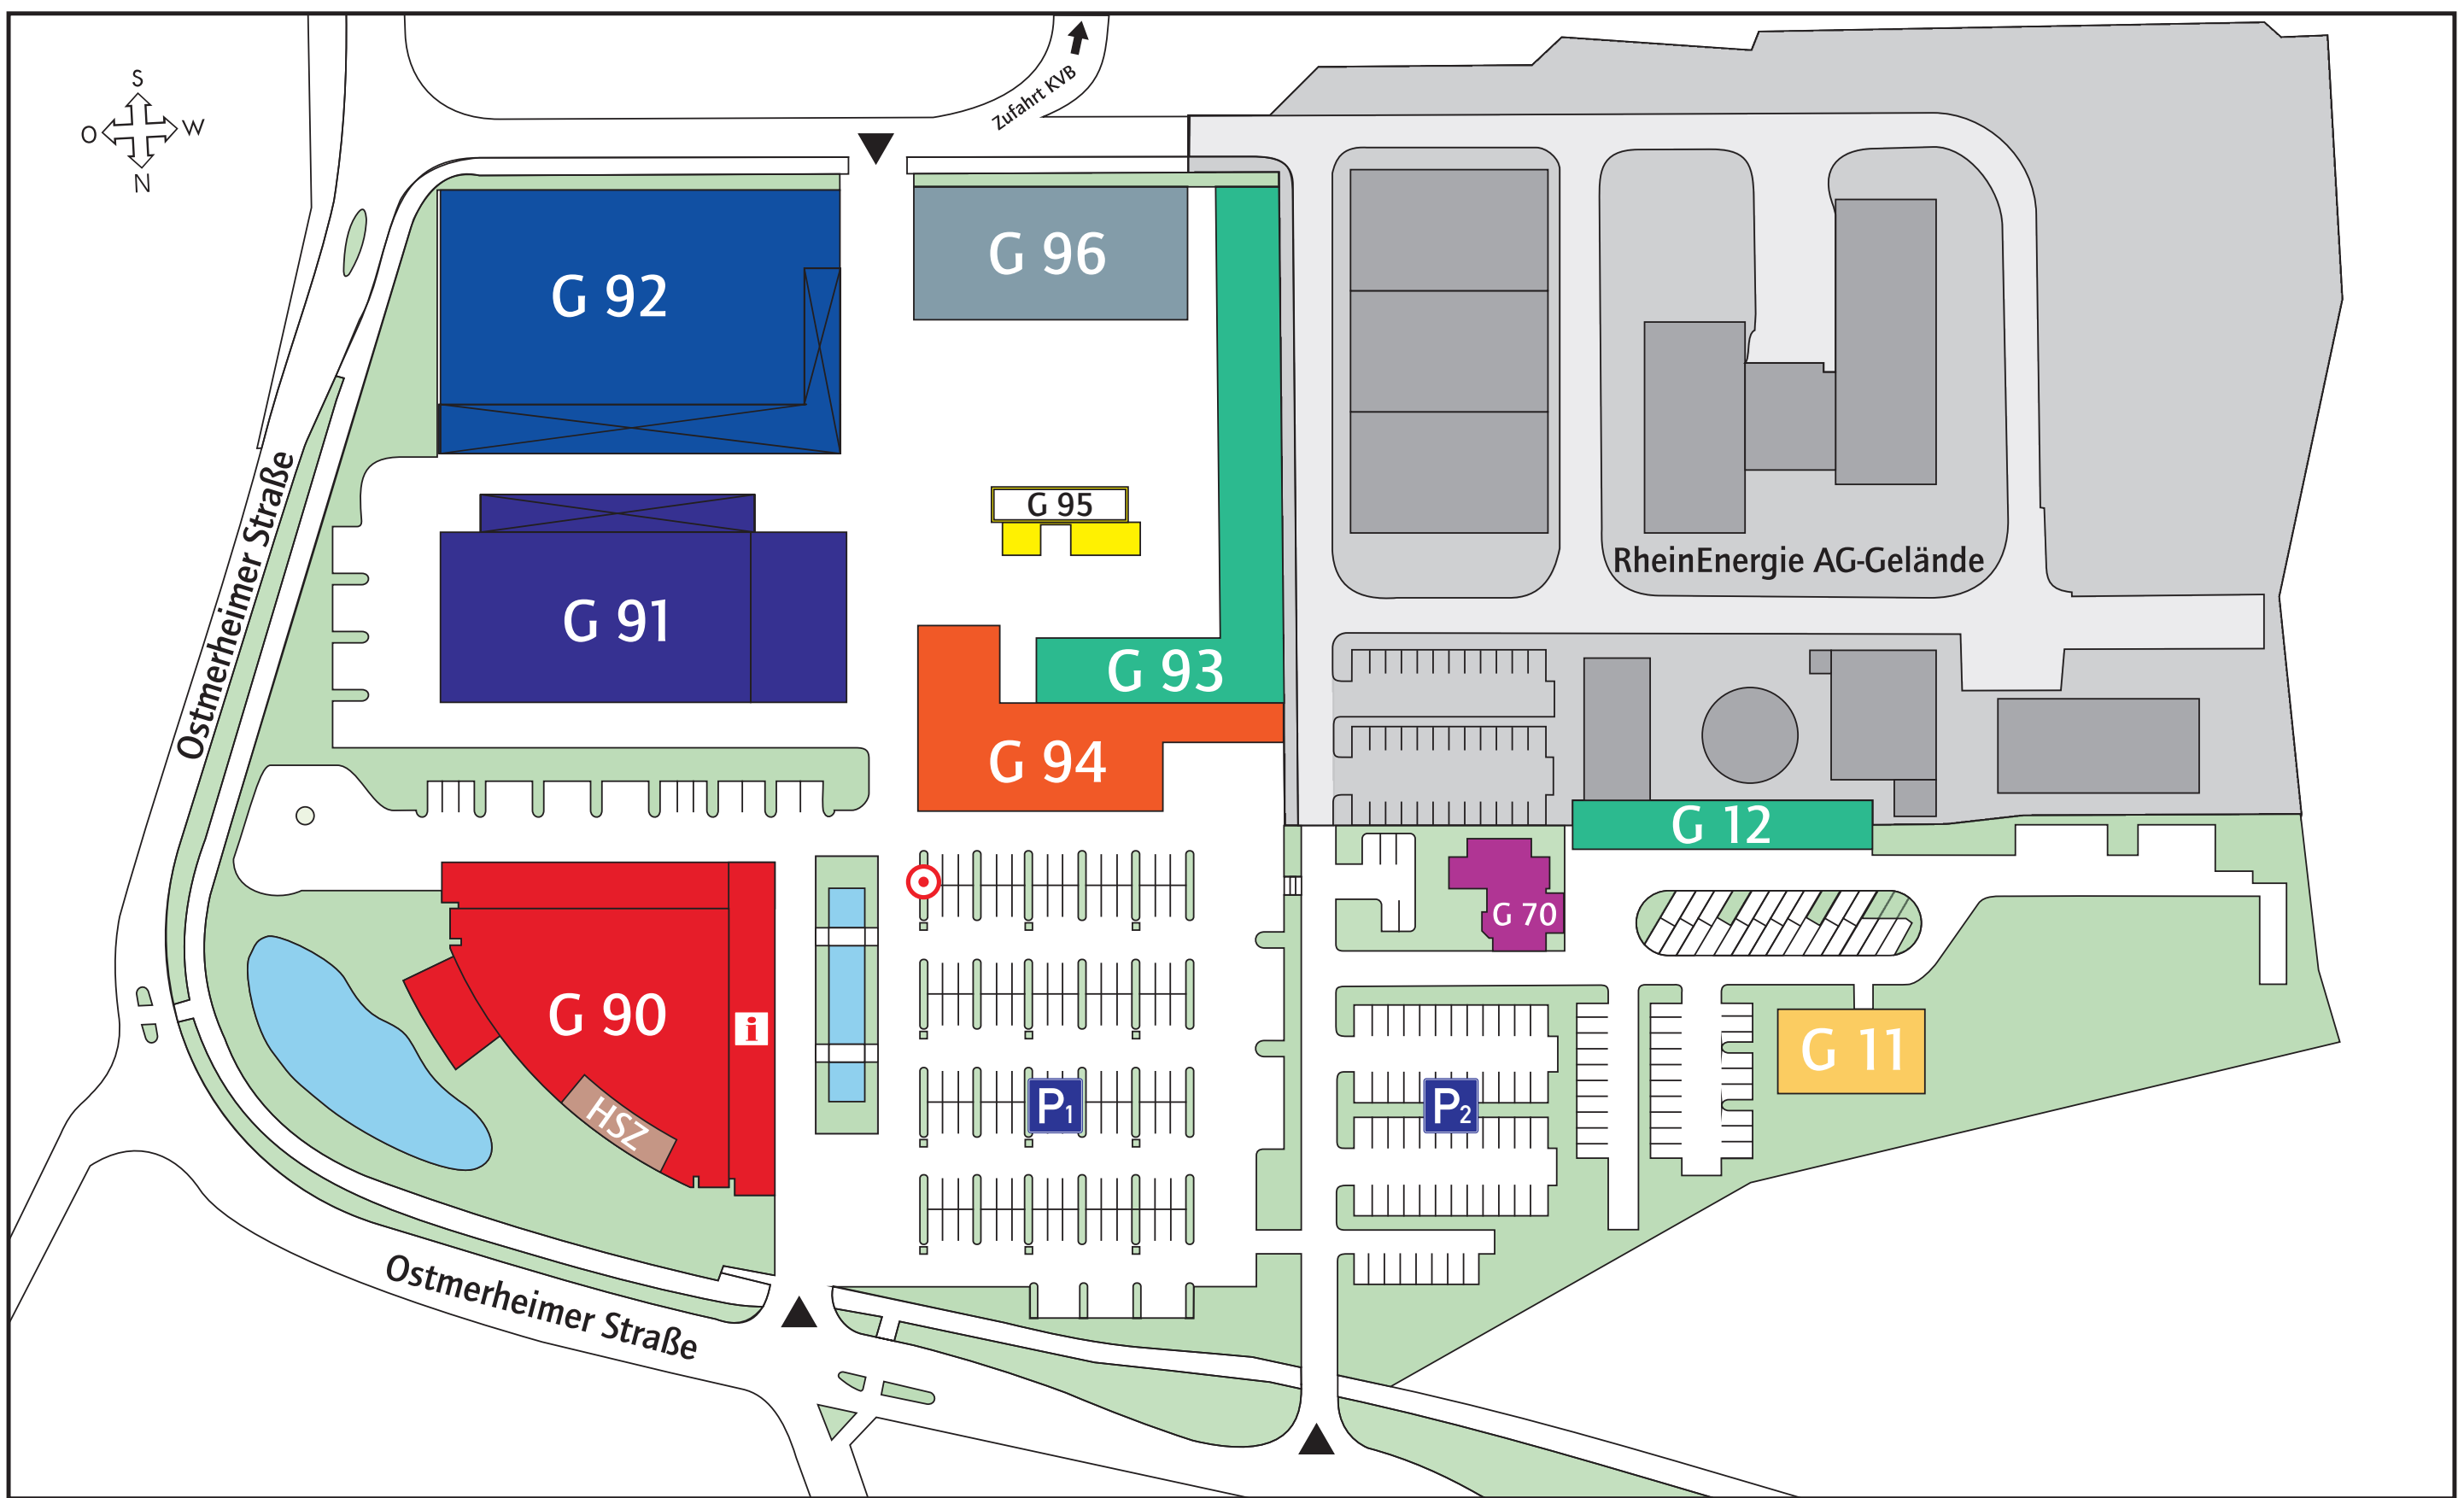 Zufahrt KVB
S
O
W
N
G 92
G 96
G 95
Ostmerheimer Straße
RheinEnergie AG-Gelände
G 91
G 93
G 94
G 12
G 70
G 90
i
G 11
HSZ
P1
P2
Ostmerheimer Straße